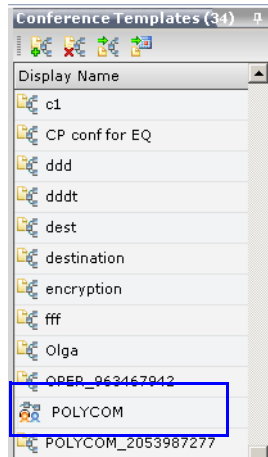 Conference Templates (34)
Display Name
c1
CP conf for EQ
ddd
dddt
dest
destination
encryption
fff
Olga
OPER_963467942
POLYCOM
POLYCOM_2053987277